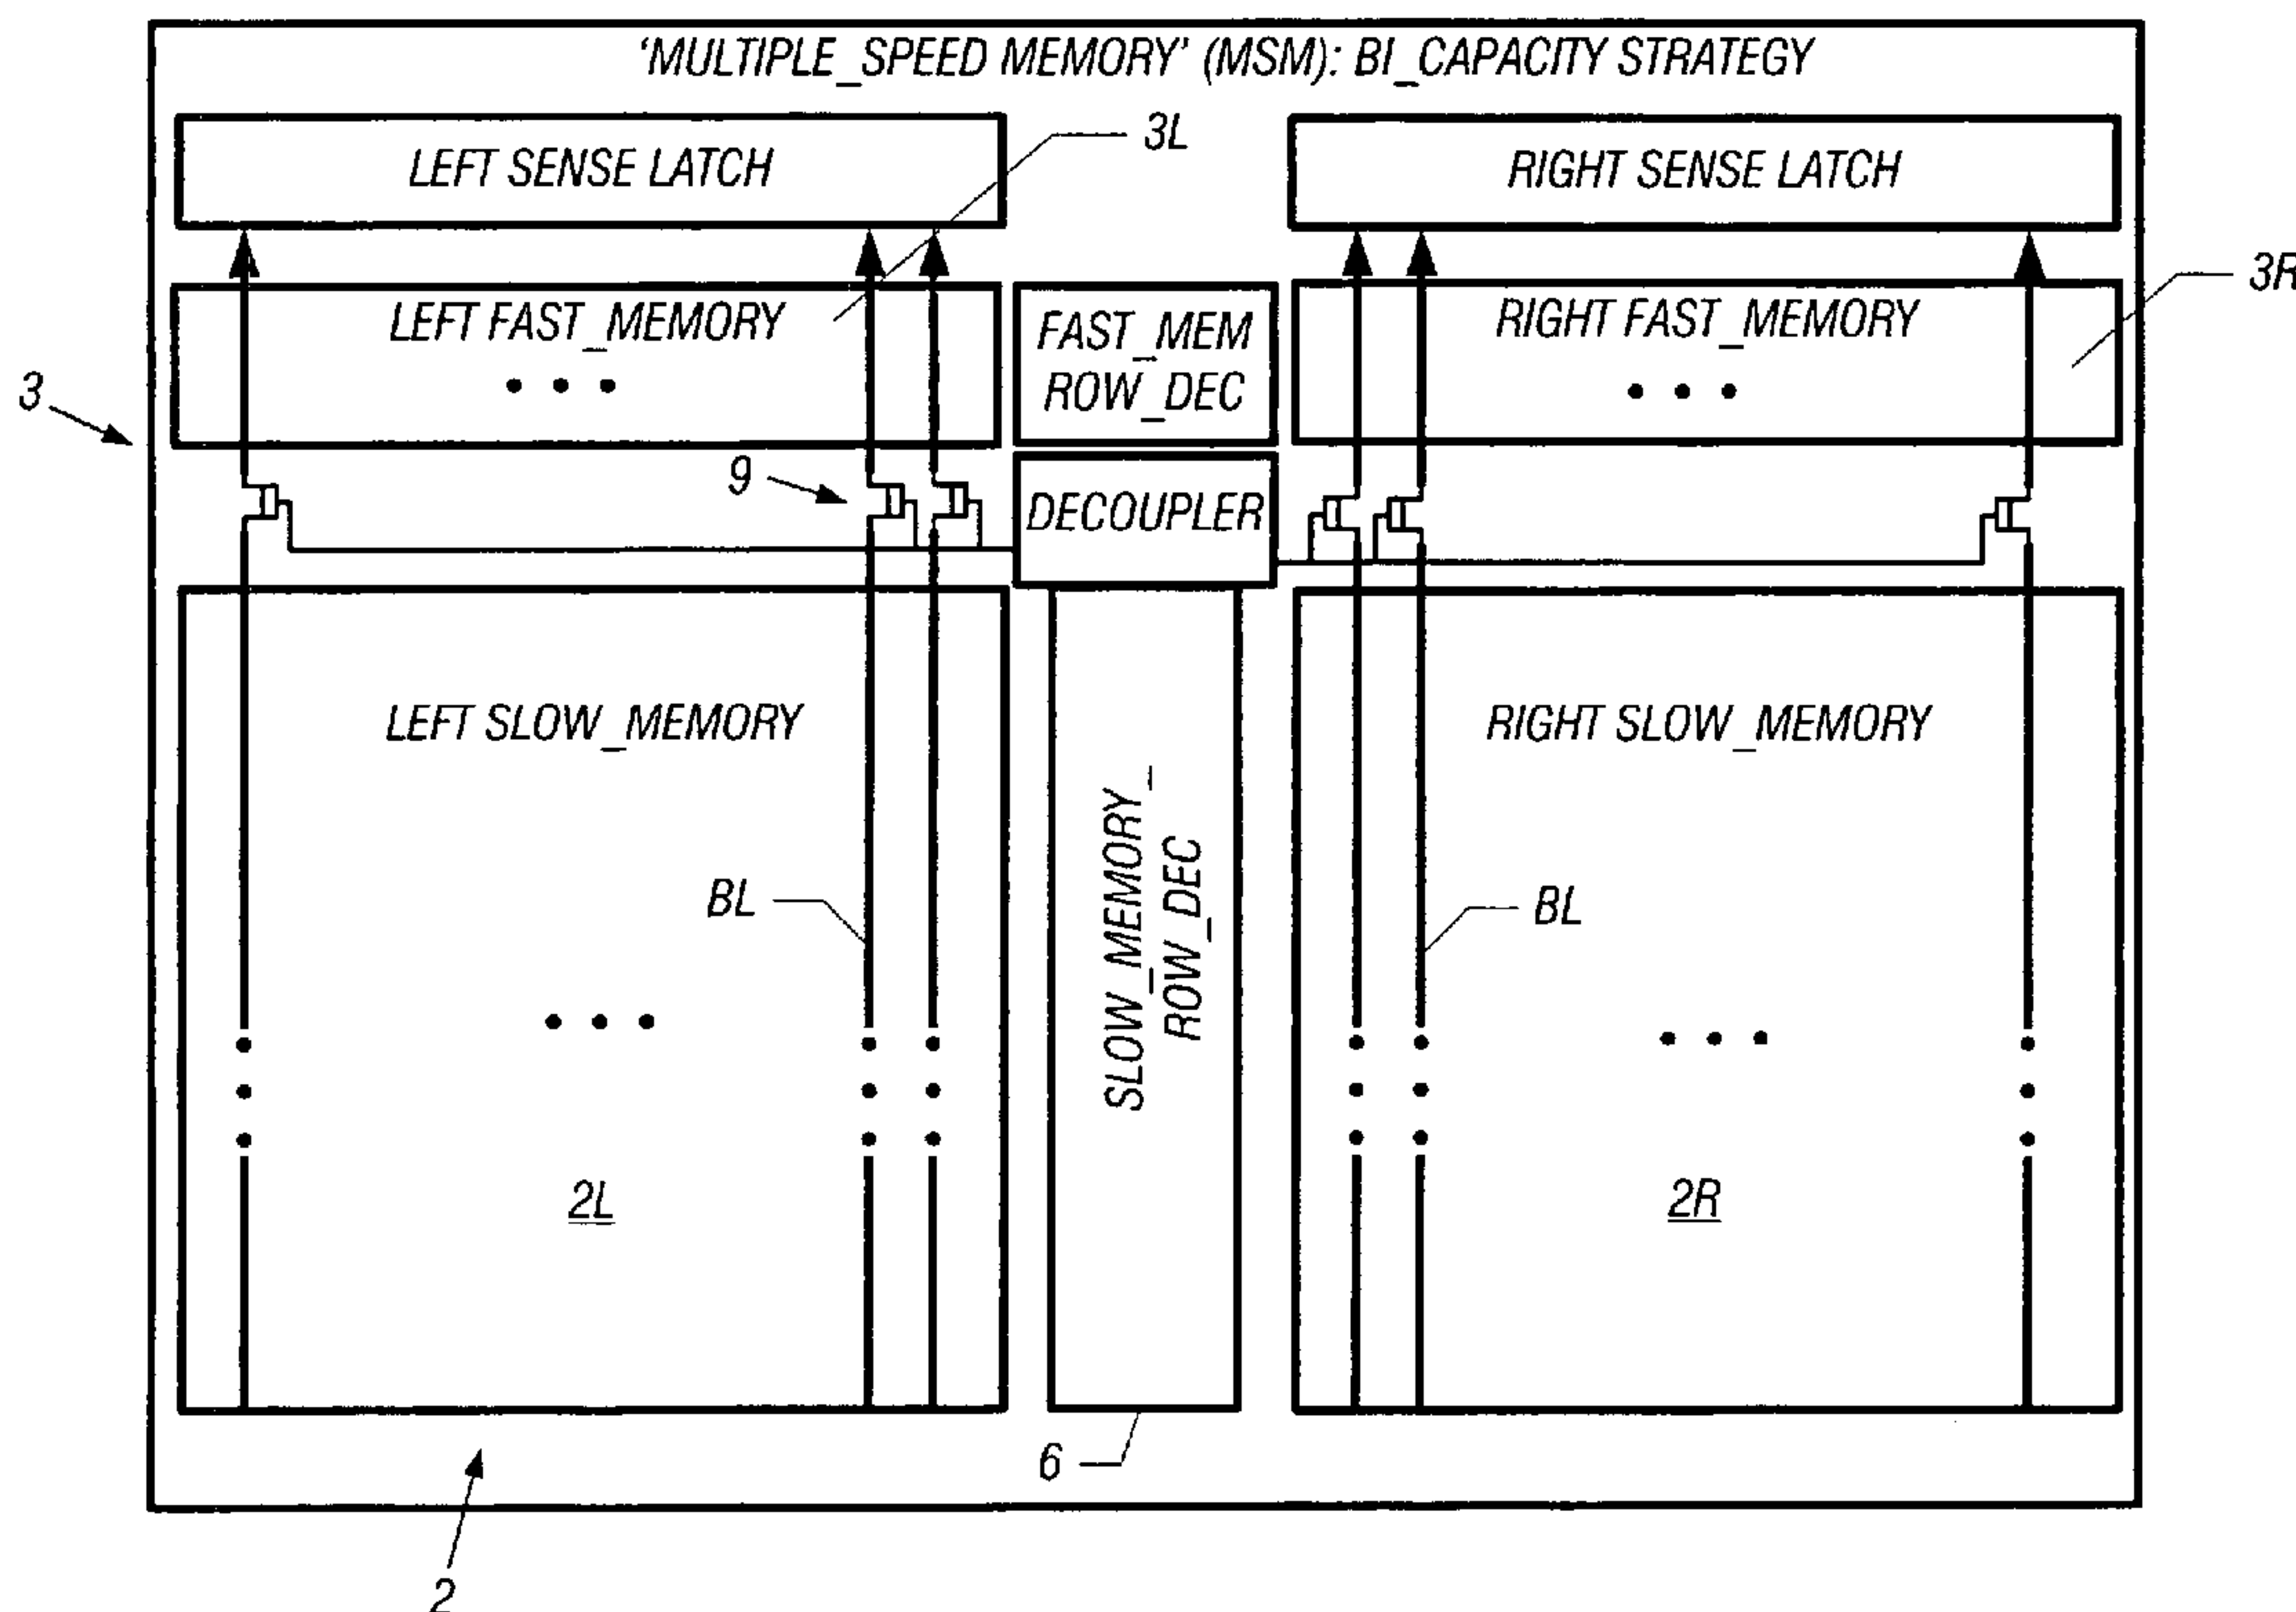 'MULTIPLE_SPEED MEMORY' (MSM): BI_CAPACITY STRATEGY
3L
LEFT SENSE LATCH
RIGHT SENSE LATCH
3R
LEFT FAST_MEMORY
FAST_MEM
ROW_DEC
RIGHT FAST_MEMORY
3
9
DECOUPLER
LEFT SLOW_MEMORY
RIGHT SLOW_MEMORY
SLOW_MEMORY_
ROW_DEC
BL
BL
2L
2R
6
2